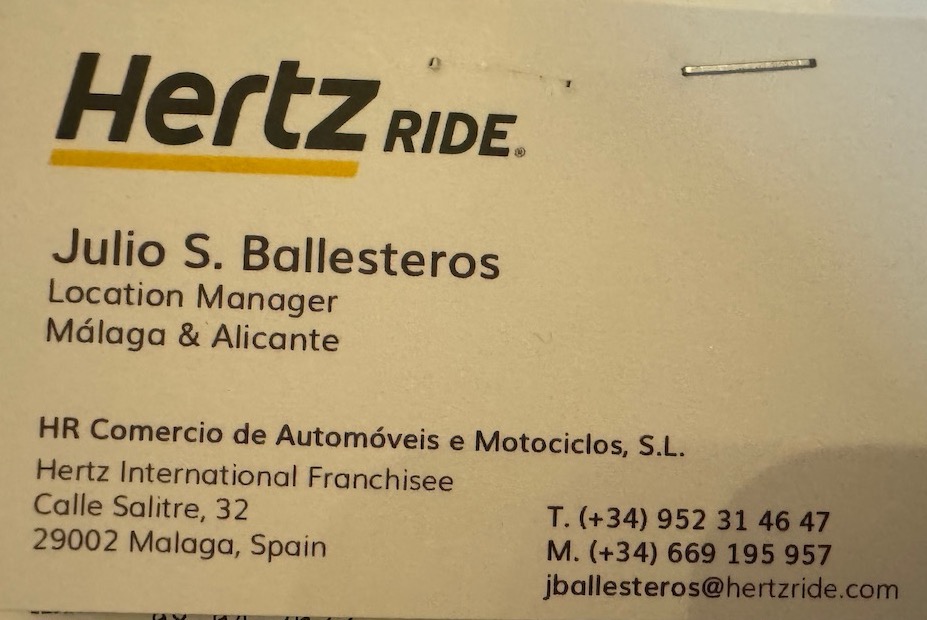 Hertz RIDE®
Julio S. Ballesteros
Location Manager
Málaga & Alicante
HR Comercio de Automóveis e Motociclos, S.L.
Hertz International Franchisee
Calle Salitre, 32
29002 Malaga, Spain
T. (+34) 952 31 46 47
M. (+34) 669 195 957
jballesteros@hertzride.com